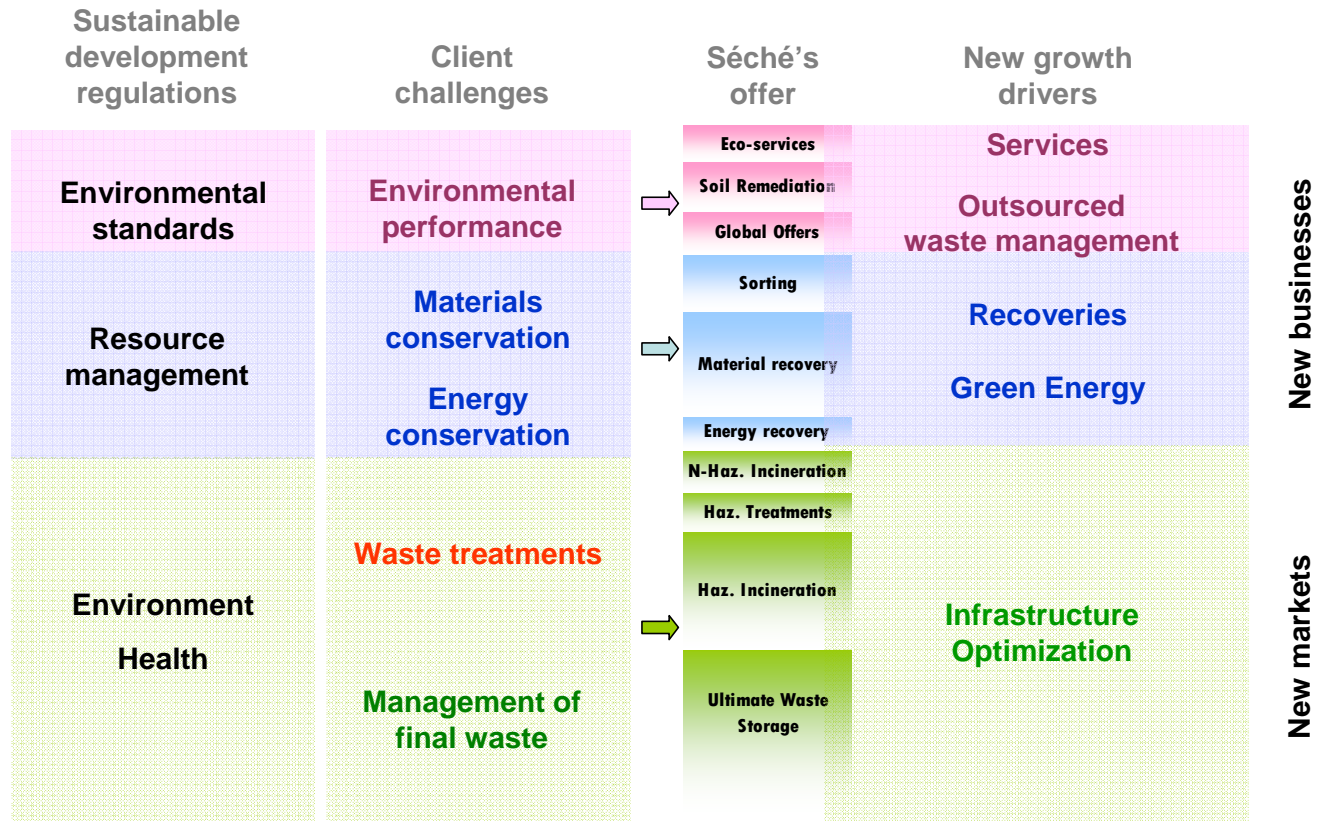 Sustainable
development
regulations
Client
challenges
Séché's
offer
New growth
drivers
Environmental
standards
Resource
management
Environment
Health
Environmental
performance
Materials
conservation
Energy
conservation
Waste treatments
Management of
final waste
Eco-services
Soil Remediation
Global Offers
Sorting
Material recovery
Energy recovery
N-Haz. Incineration
Haz. Treatments
Haz. Incineration
Ultimate Waste
Storage
Services
Outsourced
waste management
Recoveries
Green Energy
Infrastructure
Optimization
New businesses
New markets